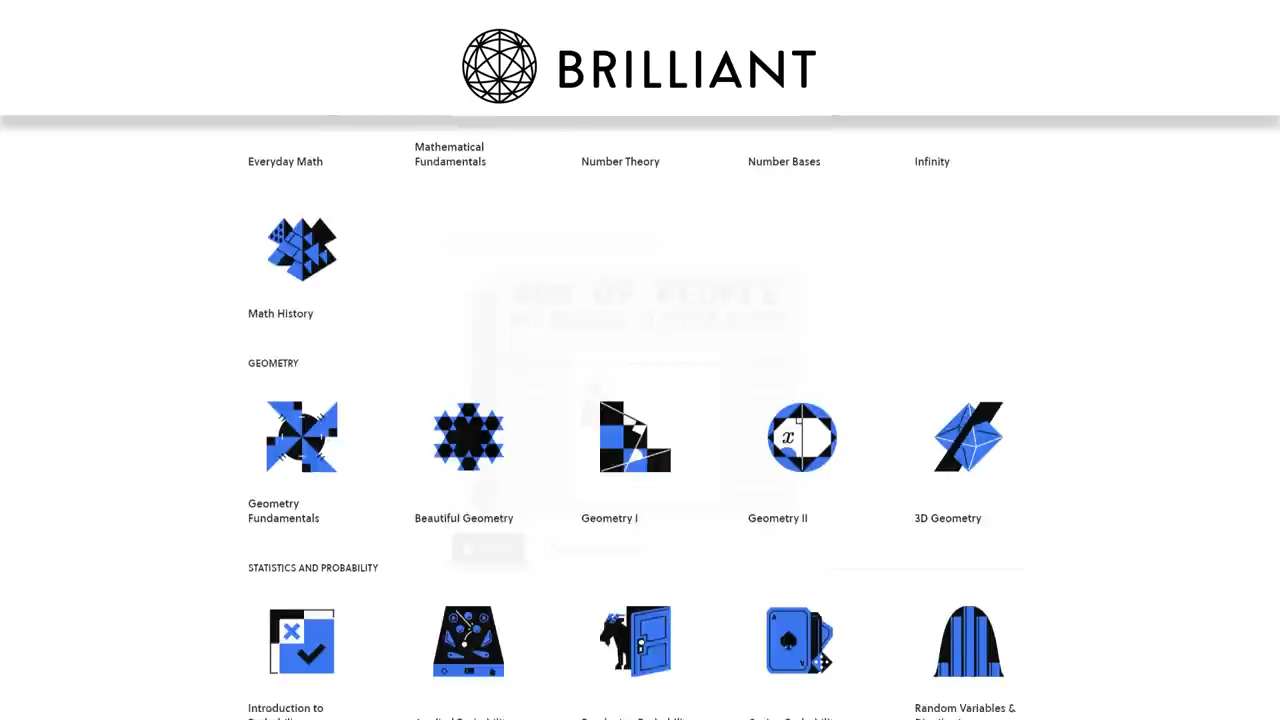 BRILLIANT
Everyday Math
Mathematical
Fundamentals
Number Theory
Number Bases
Infinity
Math History
GEOMETRY
x
Geometry
Fundamentals
Beautiful Geometry
Geometry I
Geometry II
3D Geometry
STATISTICS AND PROBABILITY
A
A
Introduction to
Random Variables &